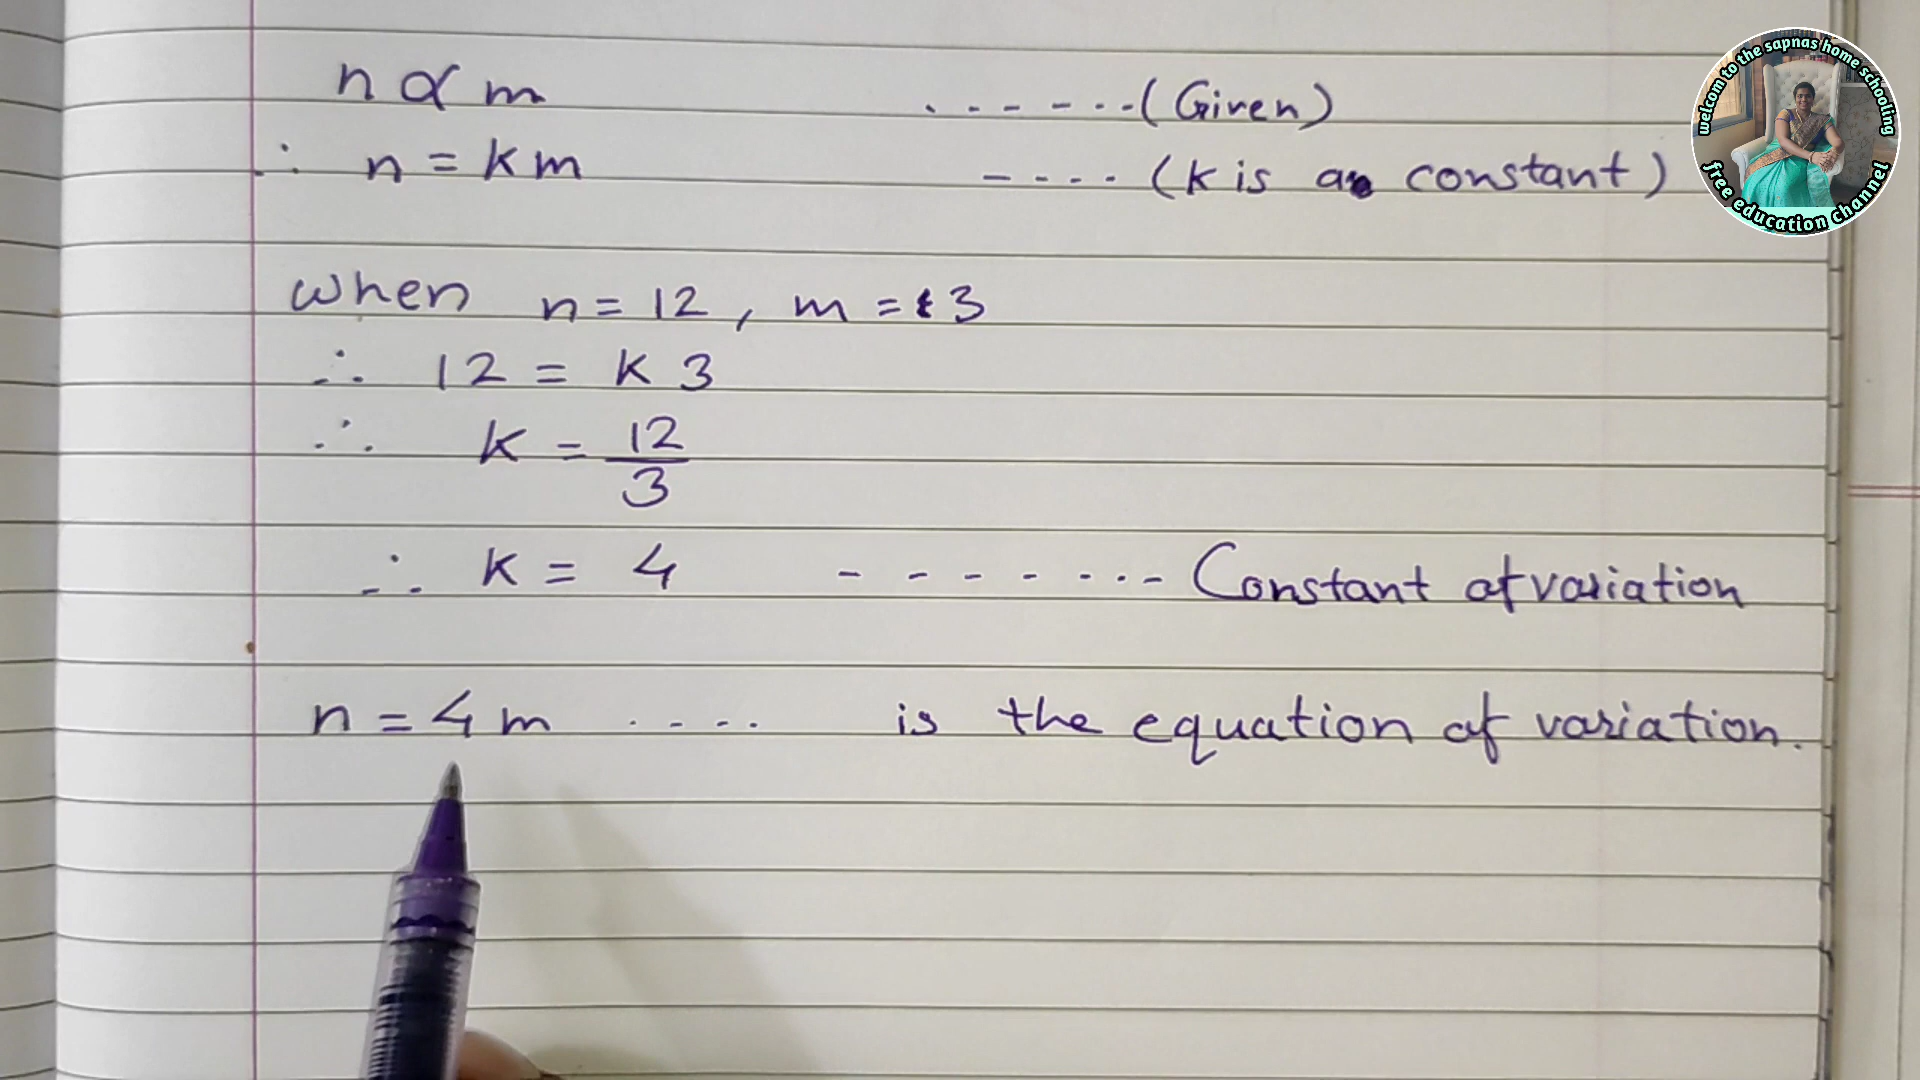 n ∝ m ......(Given)
∴ n = km ---- (k is a constant)
when n = 12, m = 3
∴ 12 = k 3
∴ k = 12/3
∴ k = 4 ------- Constant of variation
n = 4m .... is the equation of variation.
welcom to the sapnas home schooling
free education channel